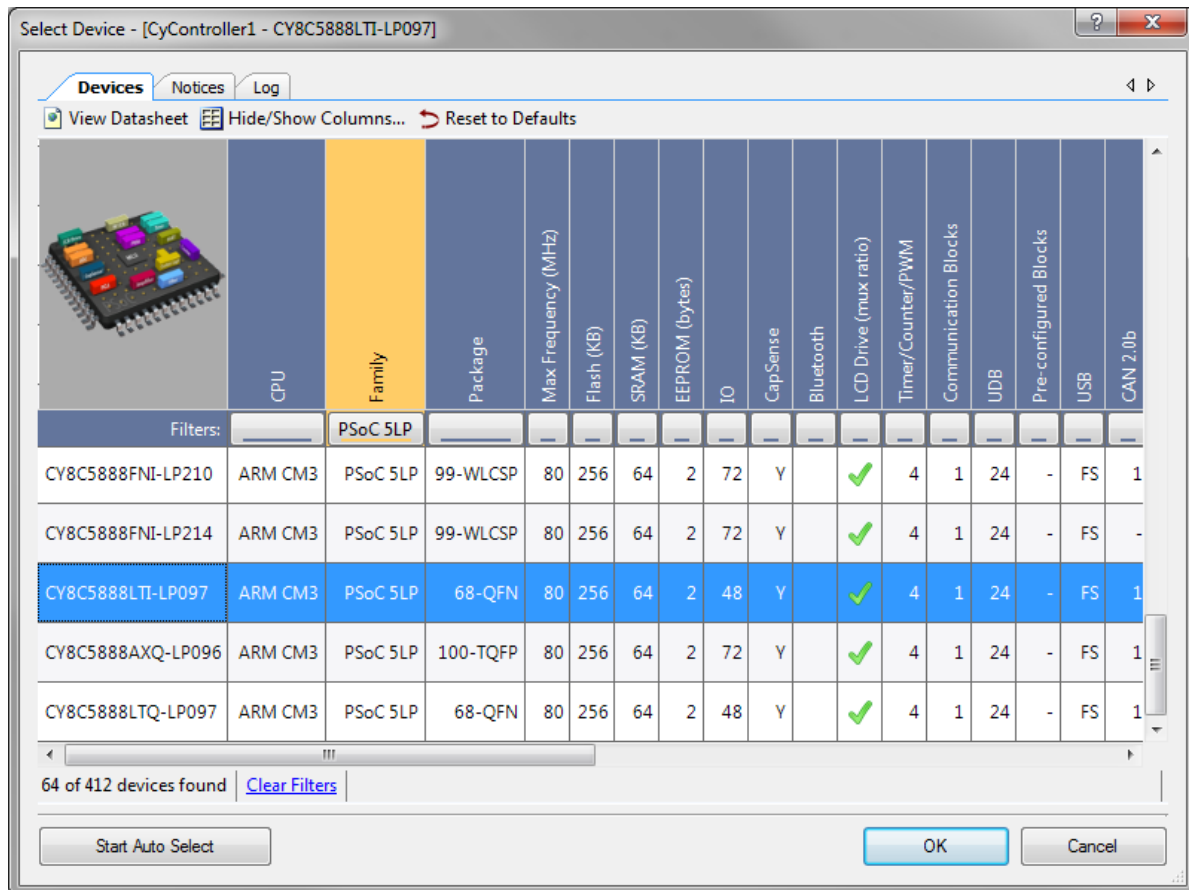 Select Device - [CyController1 - CY8C5888LTI-LP097]
Devices Notices Log
View Datasheet Hide/Show Columns... Reset to Defaults
CPU Family Package Max Frequency (MHz) Flash (KB) SRAM (KB) EEPROM (bytes) IO CapSense Bluetooth LCD Drive (mux ratio) Timer/Counter/PWM Communication Blocks UDB Pre-configured Blocks USB CAN 2.0b
Filters: PSoC 5LP
CY8C5888FNI-LP210 ARM CM3 PSoC 5LP 99-WLCSP 80 256 64 2 72 Y 4 1 24 - FS 1
CY8C5888FNI-LP214 ARM CM3 PSoC 5LP 99-WLCSP 80 256 64 2 72 Y 4 1 24 - FS -
CY8C5888LTI-LP097 ARM CM3 PSoC 5LP 68-QFN 80 256 64 2 48 Y 4 1 24 - FS 1
CY8C5888AXQ-LP096 ARM CM3 PSoC 5LP 100-TQFP 80 256 64 2 72 Y 4 1 24 - FS 1
CY8C5888LTQ-LP097 ARM CM3 PSoC 5LP 68-QFN 80 256 64 2 48 Y 4 1 24 - FS 1
64 of 412 devices found Clear Filters
Start Auto Select OK Cancel